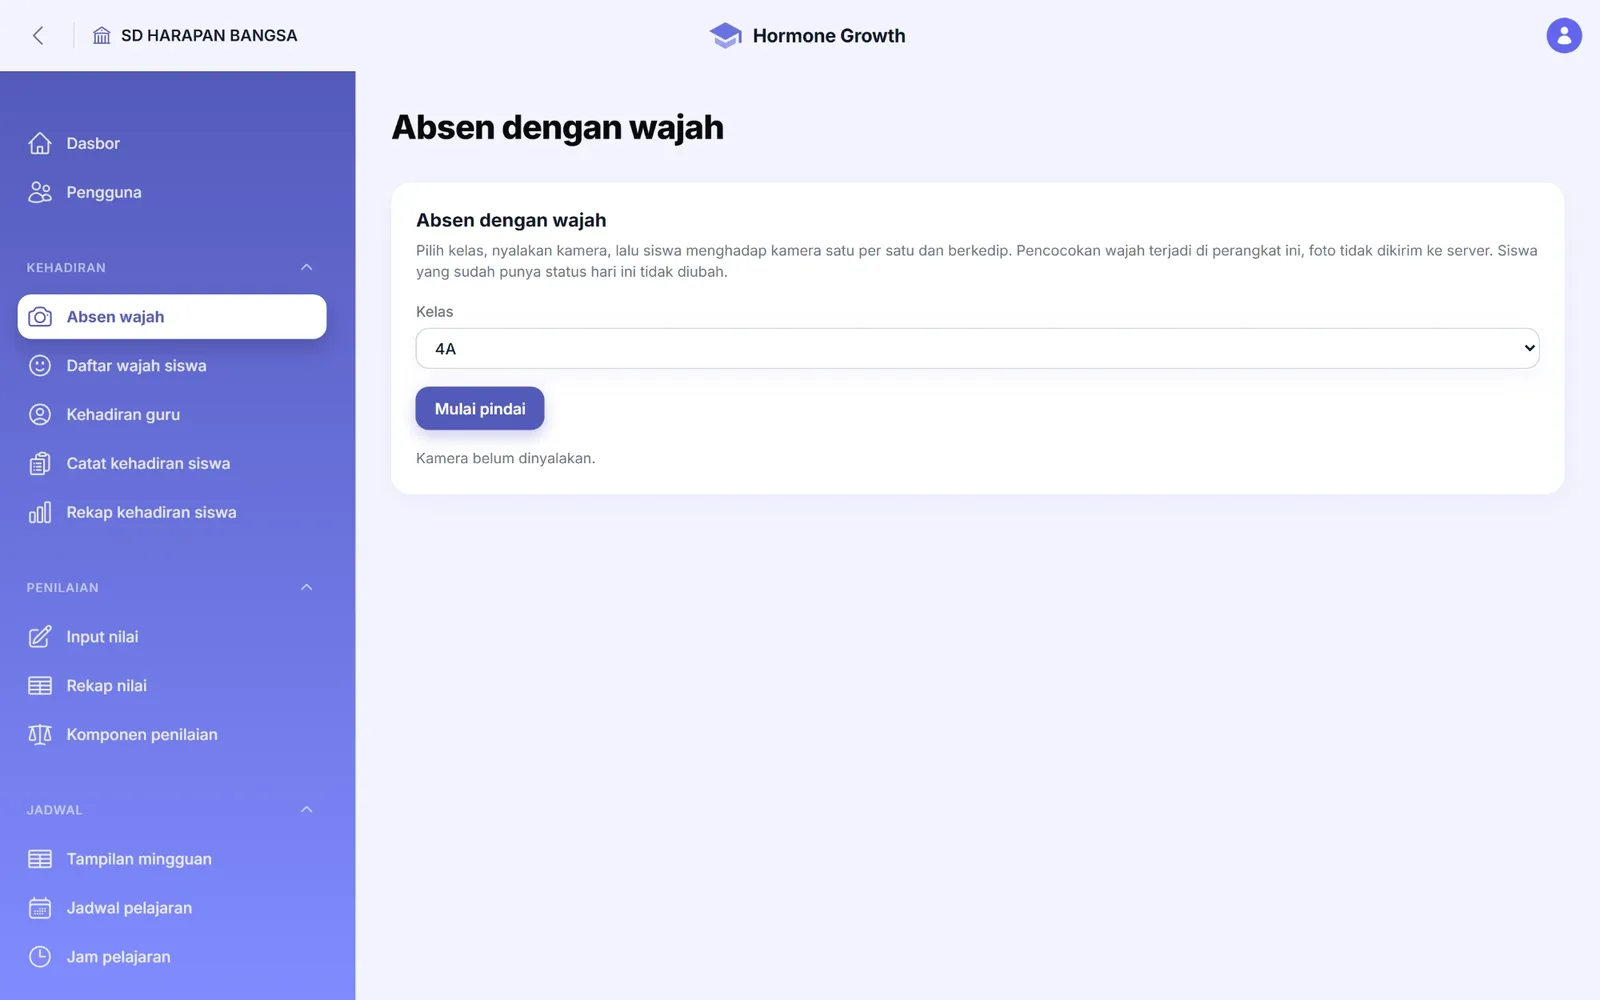 SD HARAPAN BANGSA
Hormone Growth
Dasbor
Pengguna
KEHADIRAN
Absen wajah
Daftar wajah siswa
Kehadiran guru
Catat kehadiran siswa
Rekap kehadiran siswa
PENILAIAN
Input nilai
Rekap nilai
Komponen penilaian
JADWAL
Tampilan mingguan
Jadwal pelajaran
Jam pelajaran
Absen dengan wajah
Absen dengan wajah
Pilih kelas, nyalakan kamera, lalu siswa menghadap kamera satu per satu dan berkedip. Pencocokan wajah terjadi di perangkat ini, foto tidak dikirim ke server. Siswa
yang sudah punya status hari ini tidak diubah.
Kelas
4A
Mulai pindai
Kamera belum dinyalakan.